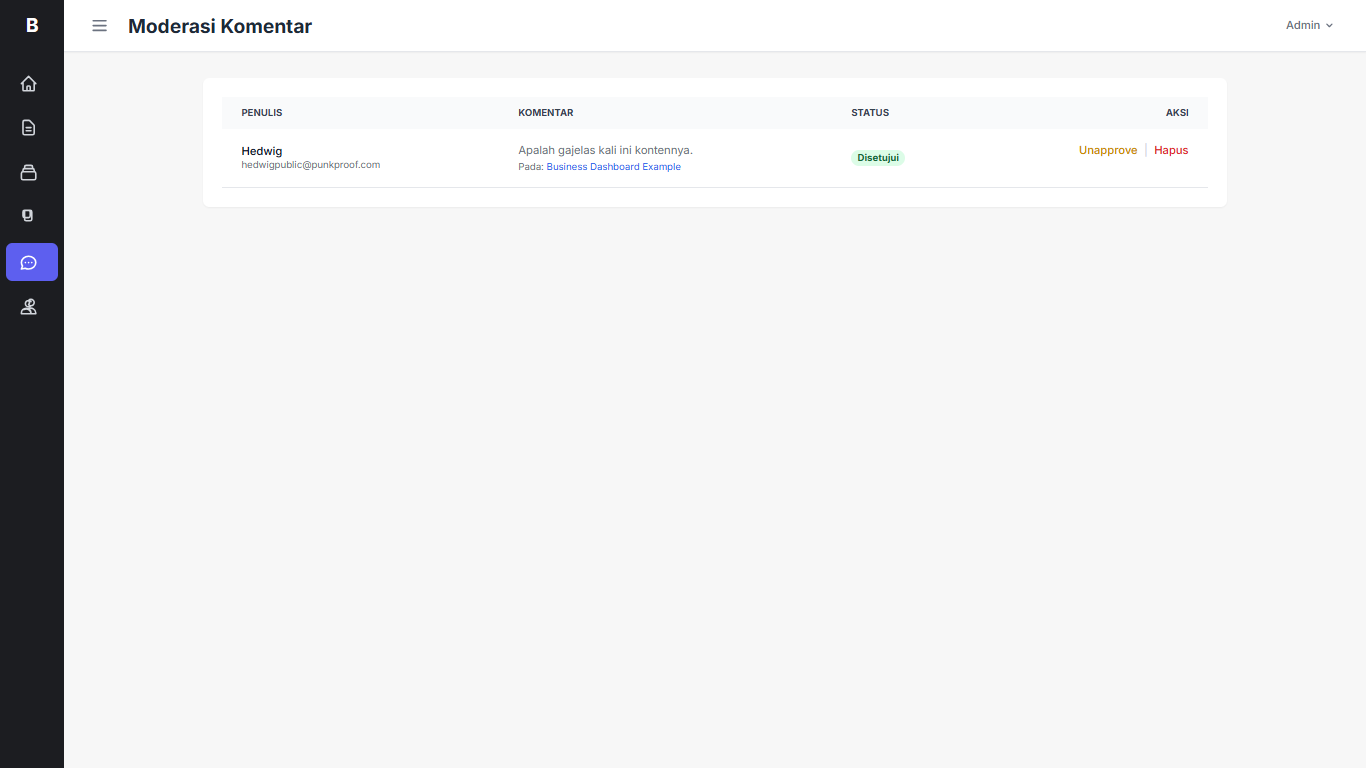 B
Moderasi Komentar
Admin
PENULIS KOMENTAR STATUS AKSI
Hedwig
hedwigpublic@punkproof.com
Apalah gajelas kali ini kontennya.
Pada: Business Dashboard Example
Disetujui
Unapprove | Hapus